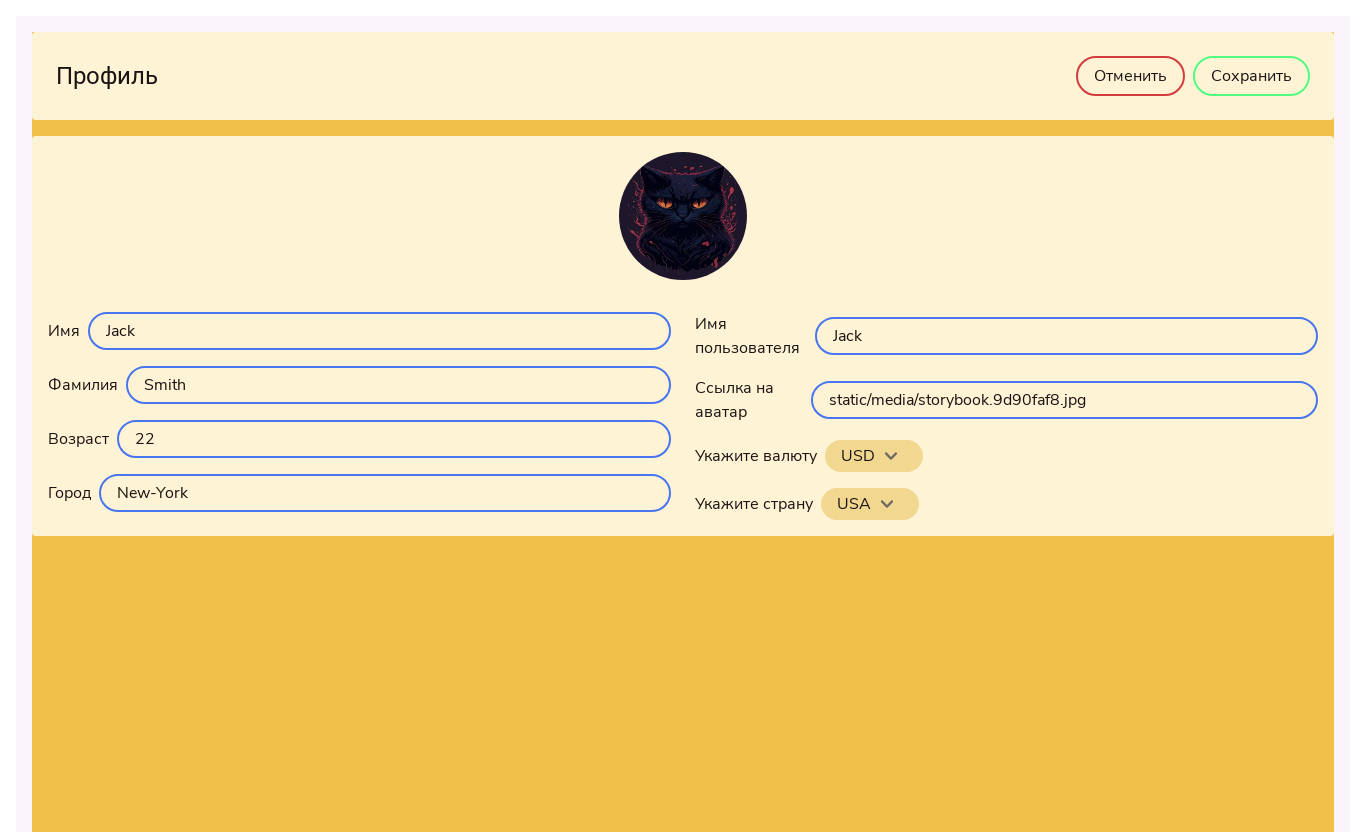 Профиль
Отменить
Сохранить
Имя
Jack
Фамилия
Smith
Возраст
22
Город
New-York
Имя
пользователя
Jack
Ссылка на
аватар
static/media/storybook.9d90faf8.jpg
Укажите валюту
USD
Укажите страну
USA